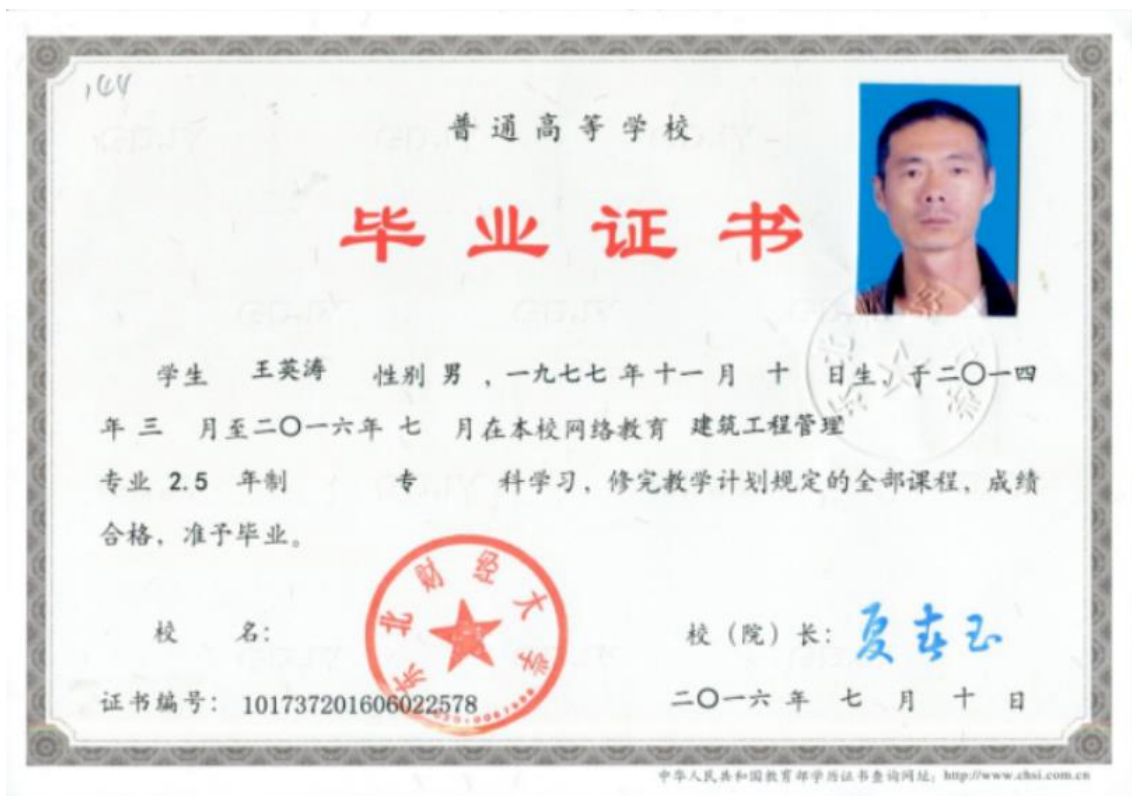 144
普通高等学校
毕业证书
学生 王英涛 性别 男 ，一九七七年十一月 十 日生，于二〇一四
年 三 月至二〇一六年 七 月在本校网络教育 建筑工程管理
专业 2.5 年制 专 科学习，修完教学计划规定的全部课程，成绩
合格，准予毕业。
东北财经大学
校 名：
校（院）长：夏春玉
证书编号：101737201606022578
二〇一六年 七 月 十 日
中华人民共和国教育部学历证书查询网址：http://www.chsi.com.cn